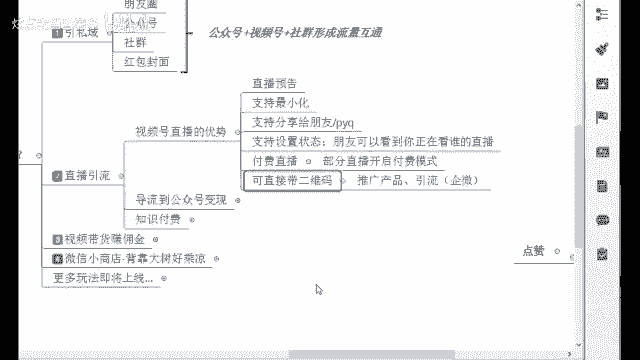 朋友圈
公众号
1 引私域
社群
红包封面
公众号+视频号+社群形成流量互通
直播预告
支持最小化
支持分享给朋友/pyq
视频号直播的优势
支持设置状态：朋友可以看到你正在看谁的直播
付费直播
部分直播开启付费模式
2 直播引流
可直接带二维码
推广产品、引流（企微）
导流到公众号变现
知识付费
3 视频带货赚佣金
4 微信小商店-背靠大树好乘凉
更多玩法即将上线...
点赞